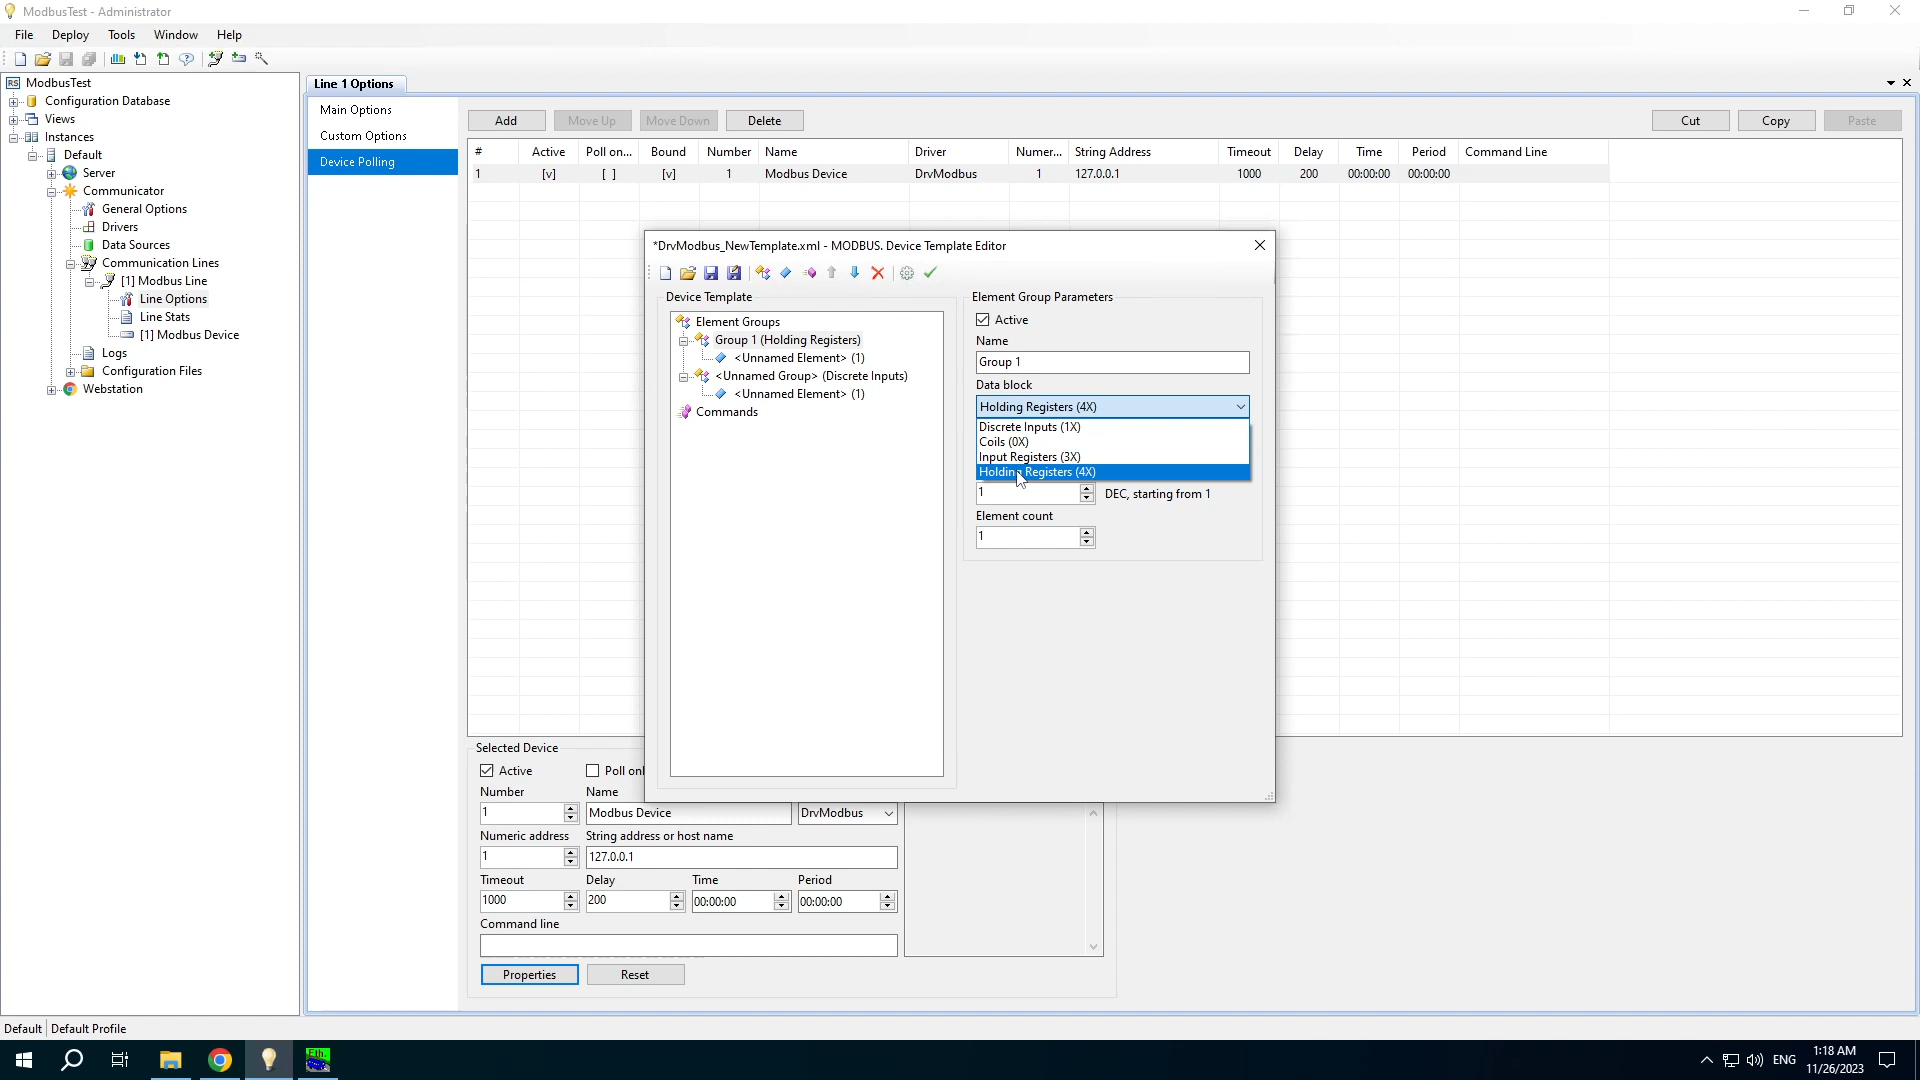 ModbusTest - Administrator
File Deploy Tools Window Help
ModbusTest
Configuration Database
Views
Instances
Default
Server
Communicator
General Options
Drivers
Data Sources
Communication Lines
[1] Modbus Line
Line Options
Line Stats
[1] Modbus Device
Logs
Configuration Files
Webstation
Line 1 Options
Main Options
Custom Options
Device Polling
Add Move Up Move Down Delete Cut Copy Paste
# Active Poll on... Bound Number Name Driver Numer... String Address Timeout Delay Time Period Command Line
1 [v] [ ] [v] 1 Modbus Device DrvModbus 1 127.0.0.1 1000 200 00:00:00 00:00:00
*DrvModbus_NewTemplate.xml - MODBUS. Device Template Editor
Device Template
Element Groups
Group 1 (Holding Registers)
<Unnamed Element> (1)
<Unnamed Group> (Discrete Inputs)
<Unnamed Element> (1)
Commands
Element Group Parameters
Active
Name
Group 1
Data block
Holding Registers (4X)
Discrete Inputs (1X)
Coils (0X)
Input Registers (3X)
Holding Registers (4X)
1 DEC, starting from 1
Element count
1
Selected Device
Active Poll onl
Number Name
1 Modbus Device DrvModbus
Numeric address String address or host name
1 127.0.0.1
Timeout Delay Time Period
1000 200 00:00:00 00:00:00
Command line
Properties Reset
Default Default Profile
Eth.
ENG
1:18 AM
11/26/2023